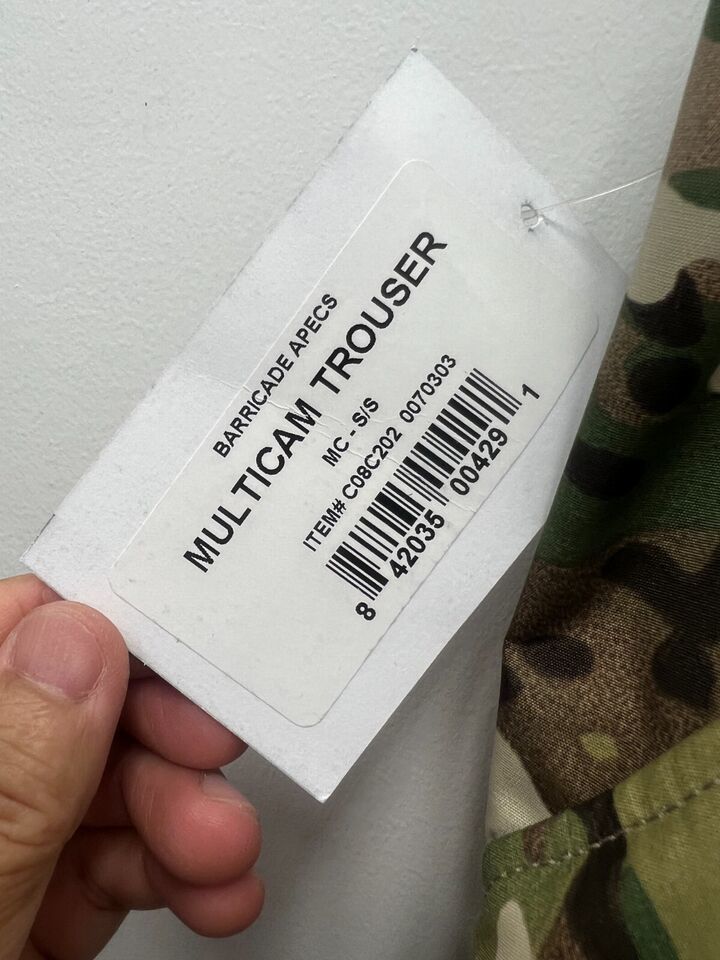 BARRICADE APECS
MULTICAM TROUSER
MC - S/S
ITEM# C08C202 0070303
8 42035 00429 1